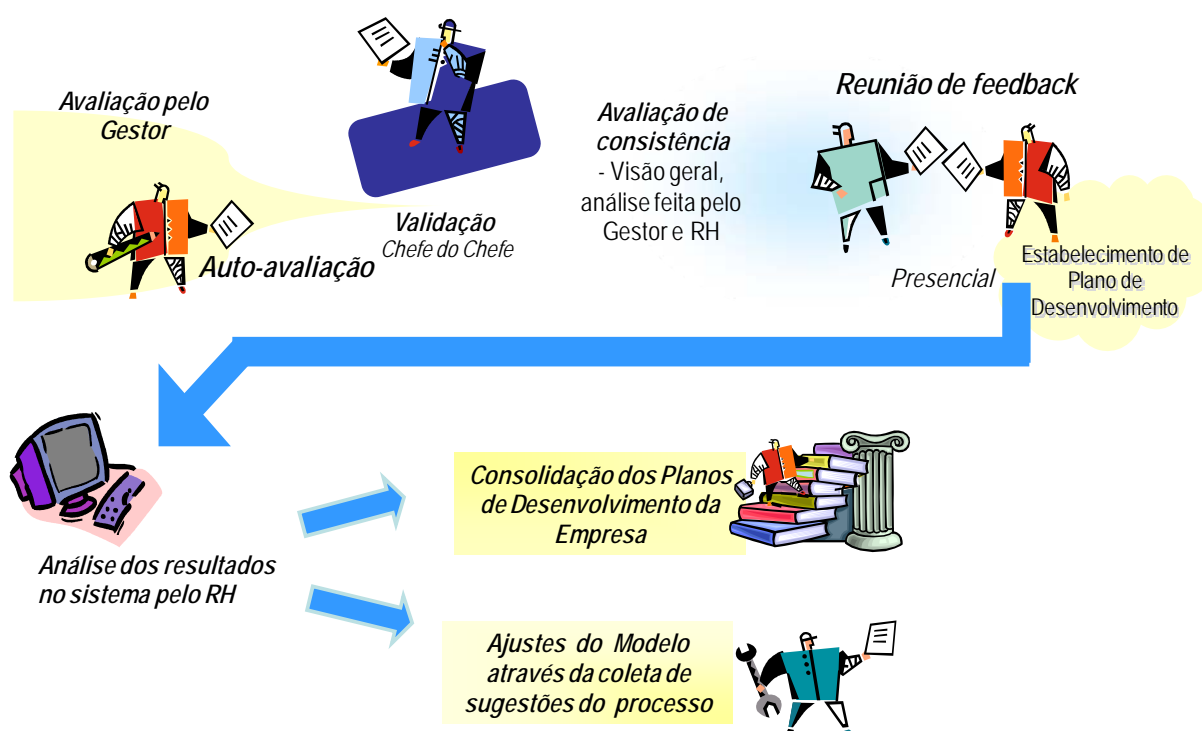 Avaliação pelo
Gestor
Auto-avaliação
Validação
Chefe do Chefe
Avaliação de
consistência
- Visão geral,
análise feita pelo
Gestor e RH
Reunião de feedback
Presencial
Estabelecimento de
Plano de
Desenvolvimento
Análise dos resultados
no sistema pelo RH
Consolidação dos Planos
de Desenvolvimento da
Empresa
Ajustes do Modelo
através da coleta de
sugestões do processo